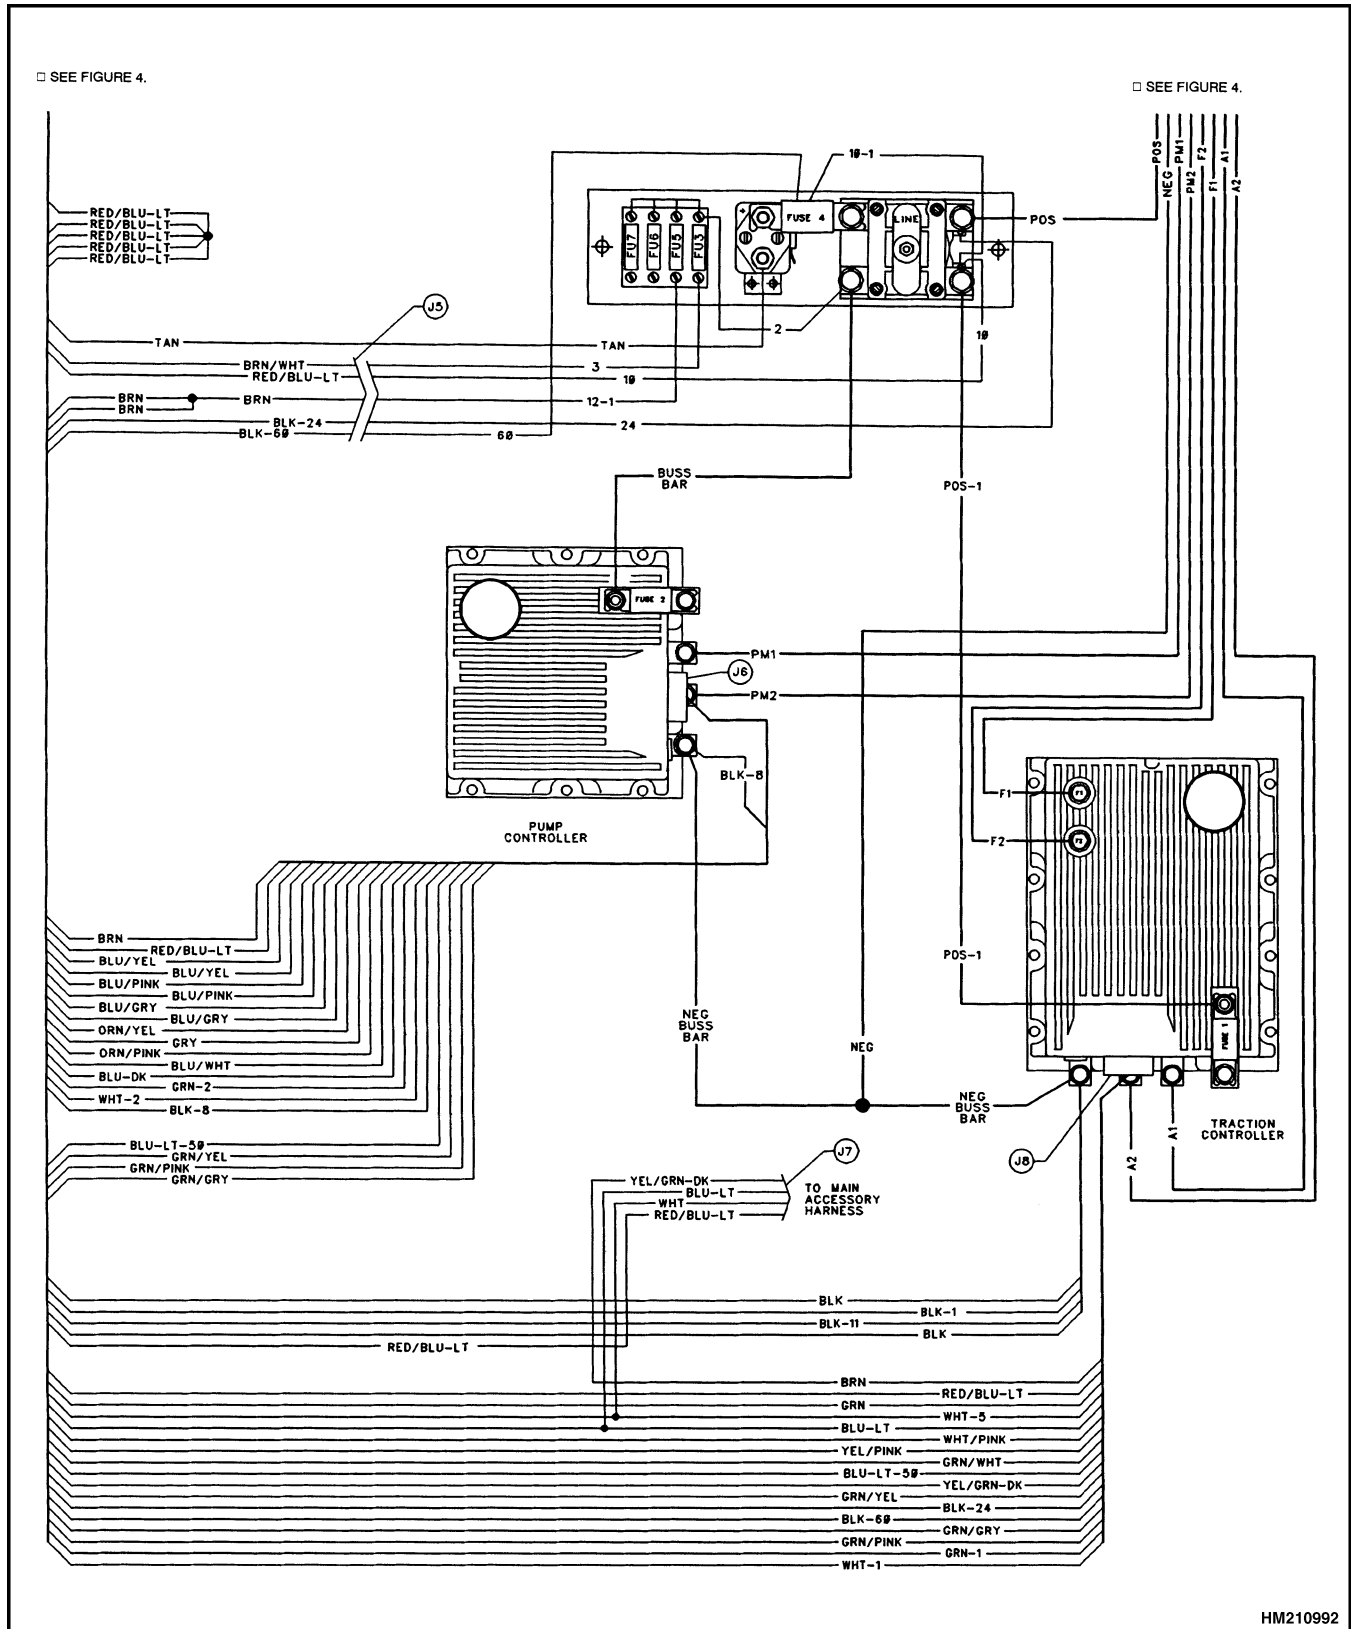 □ SEE FIGURE 4.
□ SEE FIGURE 4.
POS
NEG
PM1
PM2
F2
F1
A1
A2
10-1
RED/BLU-LT
RED/BLU-LT
RED/BLU-LT
RED/BLU-LT
RED/BLU-LT
FU7
FU6
FU5
FU3
+
FUSE 4
LINE
POS
J5
2
10
TAN
TAN
BRN/WHT
3
RED/BLU-LT
10
BRN
BRN
BRN
12-1
BLK-24
24
BLK-60
60
BUSS
BAR
POS-1
FUSE 2
PM1
J6
PM2
BLK-8
PUMP
CONTROLLER
F1
F1
F2
F2
POS-1
FUSE 1
BRN
RED/BLU-LT
BLU/YEL
BLU/YEL
BLU/PINK
BLU/PINK
BLU/GRY
BLU/GRY
ORN/YEL
GRY
ORN/PINK
BLU/WHT
BLU-DK
GRN-2
WHT-2
BLK-8
NEG
BUSS
BAR
NEG
NEG
BUSS
BAR
TRACTION
CONTROLLER
A1
A2
J8
BLU-LT-50
GRN/YEL
GRN/PINK
GRN/GRY
J7
YEL/GRN-DK
BLU-LT
WHT
RED/BLU-LT
TO MAIN
ACCESSORY
HARNESS
BLK
BLK-1
BLK-11
BLK
RED/BLU-LT
BRN
RED/BLU-LT
GRN
WHT-5
BLU-LT
WHT/PINK
YEL/PINK
GRN/WHT
BLU-LT-50
YEL/GRN-DK
GRN/YEL
BLK-24
BLK-60
GRN/GRY
GRN/PINK
GRN-1
WHT-1
HM210992